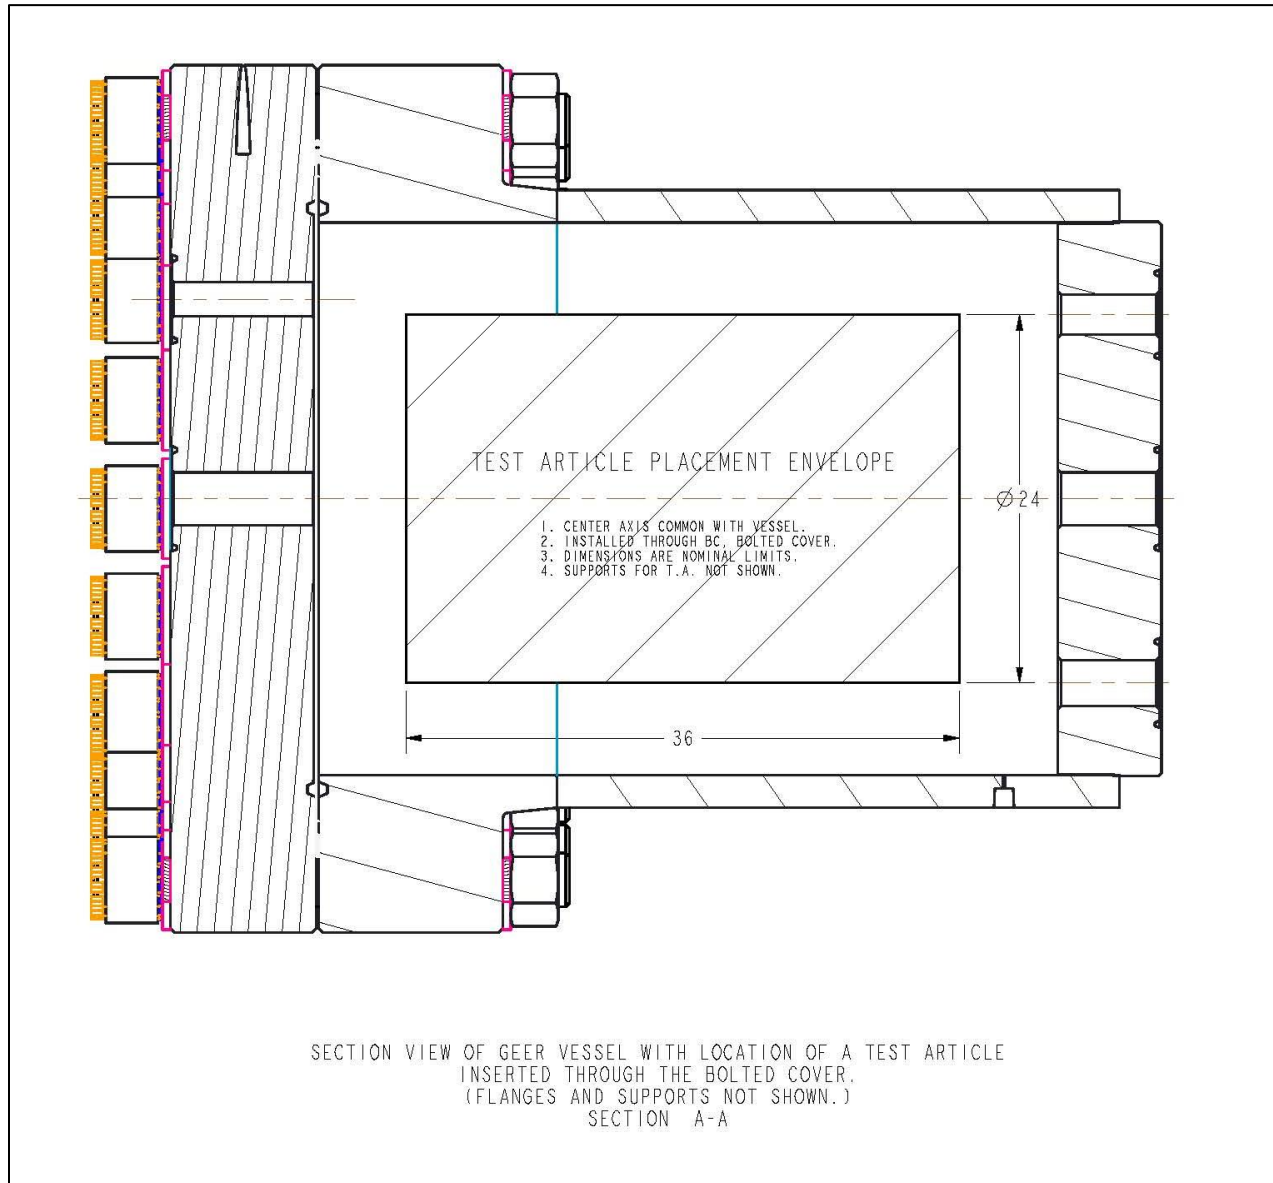 TEST ARTICLE PLACEMENT ENVELOPE
Ø24
1. CENTER AXIS COMMON WITH VESSEL.
2. INSTALLED THROUGH BC, BOLTED COVER.
3. DIMENSIONS ARE NOMINAL LIMITS.
4. SUPPORTS FOR T.A. NOT SHOWN.
36
SECTION VIEW OF GEER VESSEL WITH LOCATION OF A TEST ARTICLE
INSERTED THROUGH THE BOLTED COVER.
(FLANGES AND SUPPORTS NOT SHOWN.)
SECTION A-A